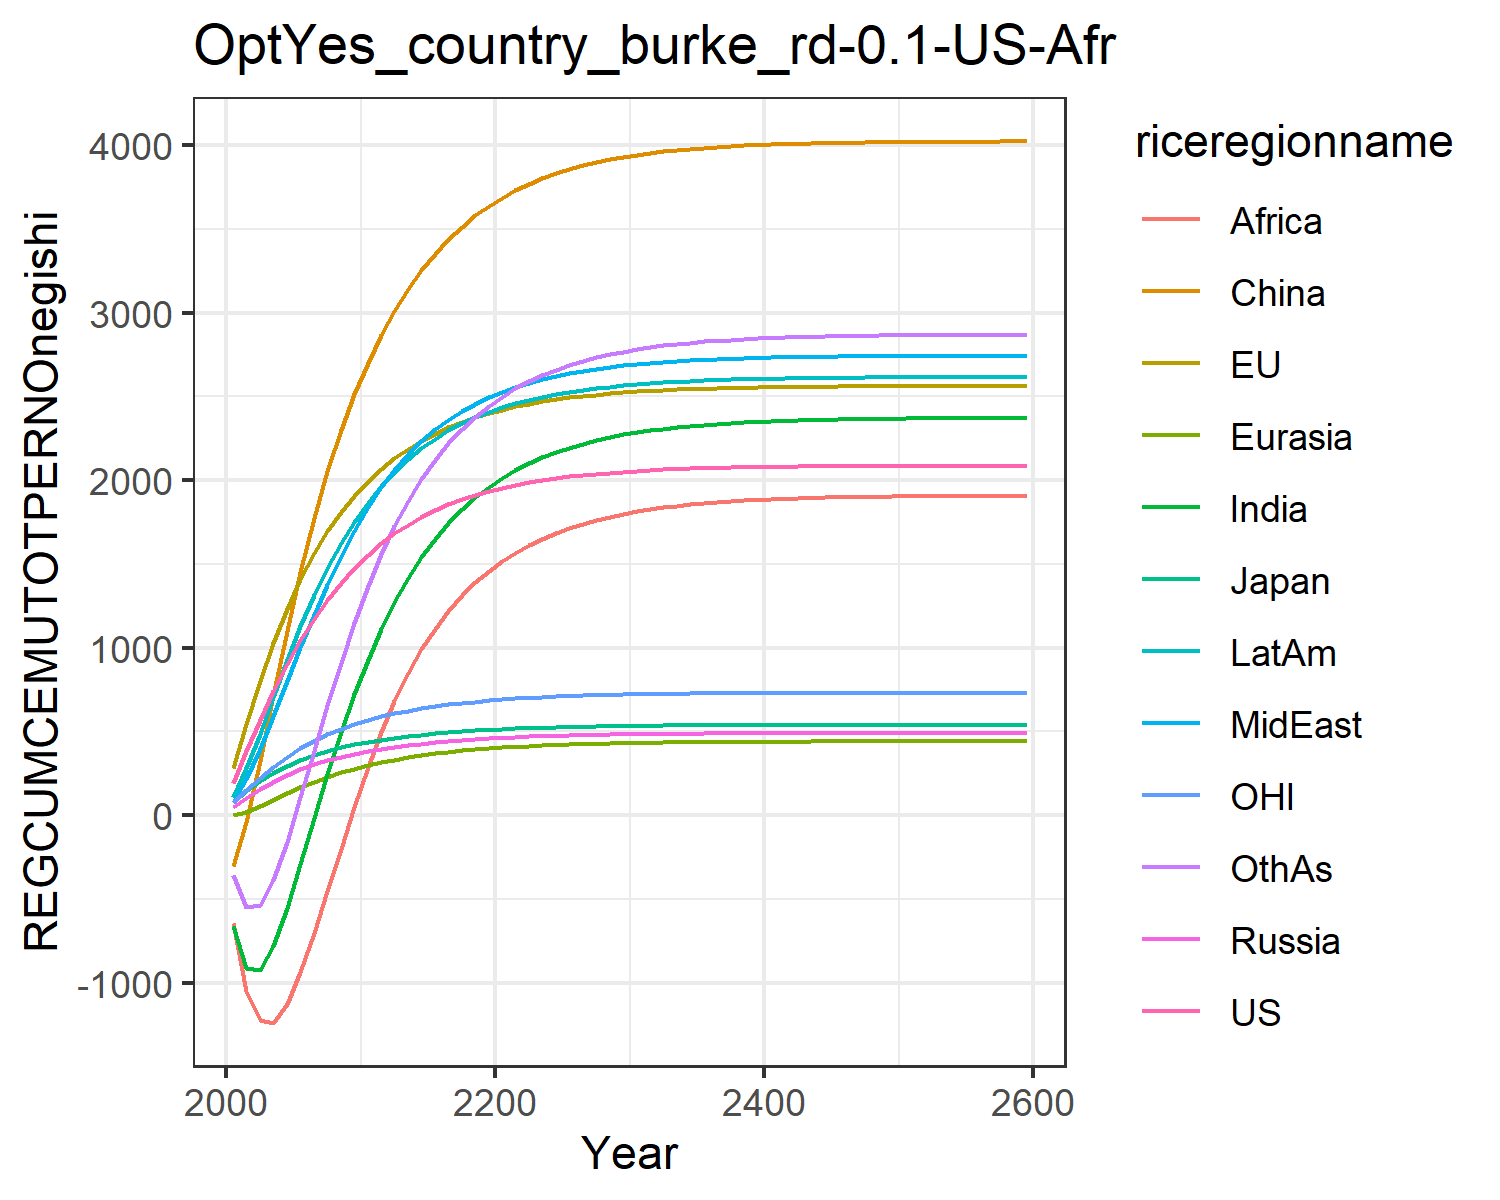 OptYes_country_burke_rd-0.1-US-Afr
REGCUMCEMUTOTPERNOnegishi
4000
3000
2000
1000
0
-1000
2000
2200
2400
2600
Year
riceregionname
Africa
China
EU
Eurasia
India
Japan
LatAm
MidEast
OHI
OthAs
Russia
US